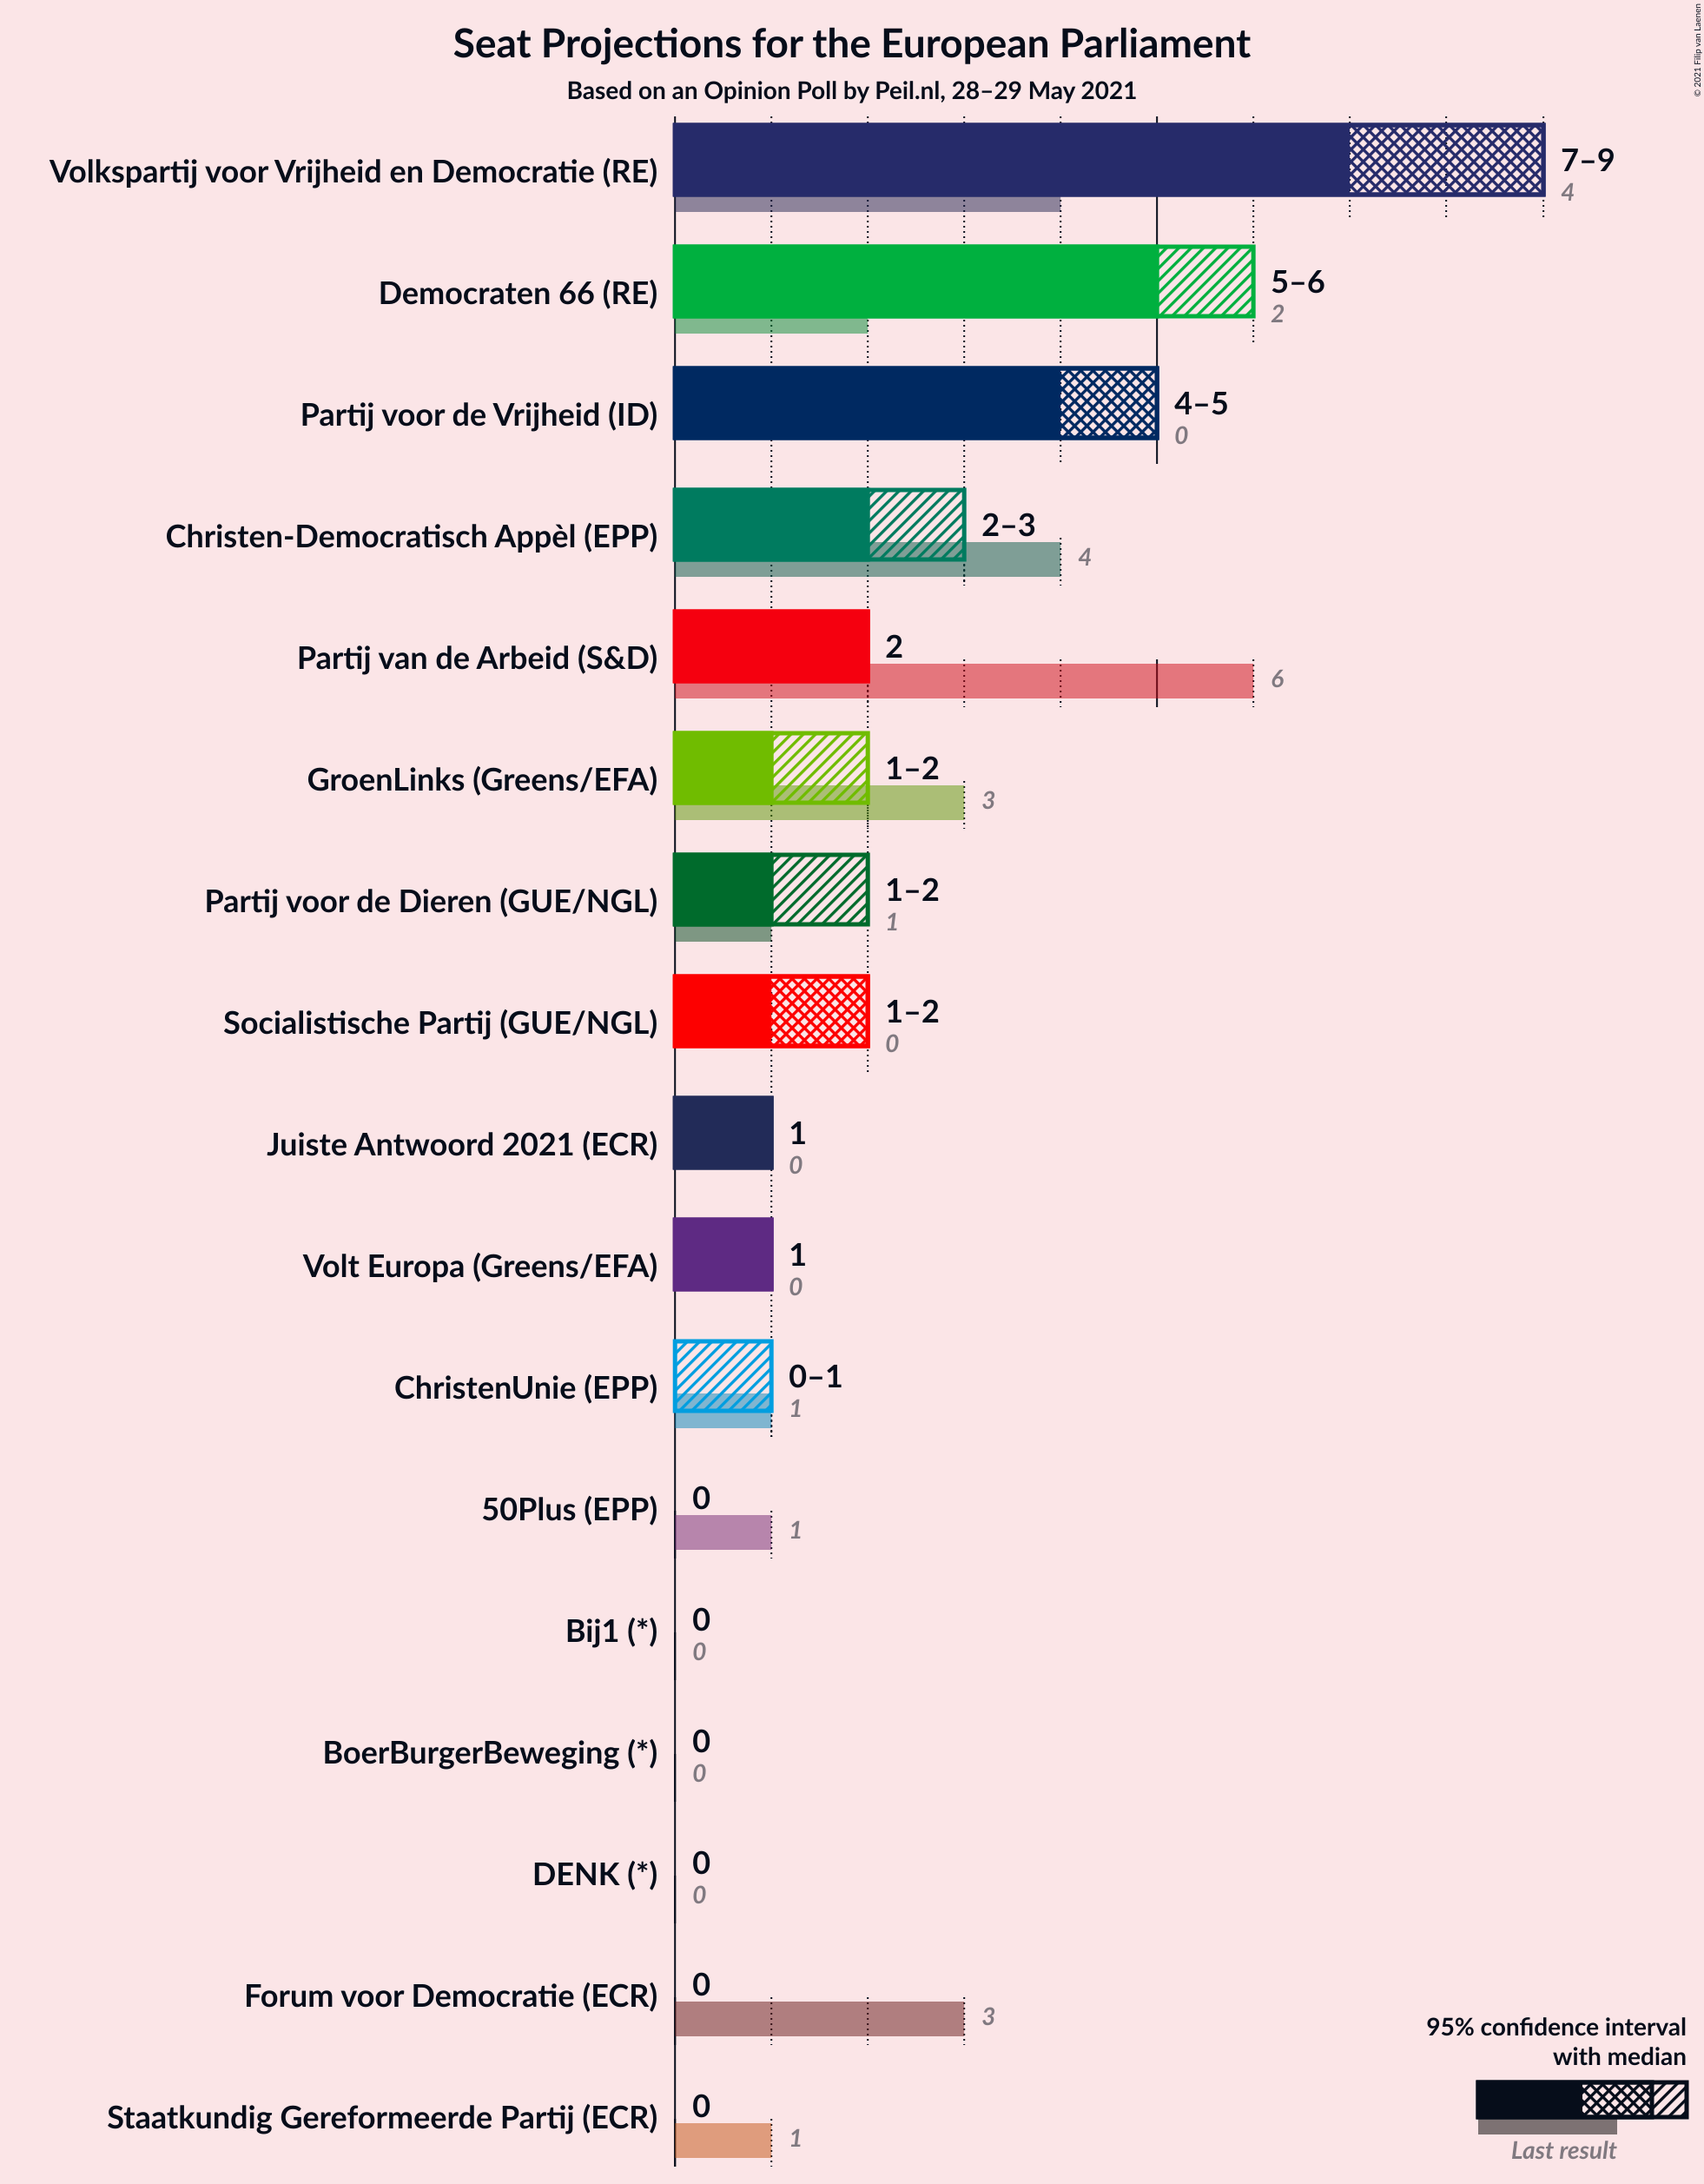 Seat Projections for the European Parliament
Based on an Opinion Poll by Peil.nl, 28–29 May 2021
© 2021 Filip van Laenen
Volkspartij voor Vrijheid en Democratie (RE)
7–9
4
Democraten 66 (RE)
5–6
2
Partij voor de Vrijheid (ID)
4–5
0
Christen-Democratisch Appèl (EPP)
2–3
4
Partij van de Arbeid (S&D)
2
6
GroenLinks (Greens/EFA)
1–2
3
Partij voor de Dieren (GUE/NGL)
1–2
1
Socialistische Partij (GUE/NGL)
1–2
0
Juiste Antwoord 2021 (ECR)
1
0
Volt Europa (Greens/EFA)
1
0
ChristenUnie (EPP)
0–1
1
50Plus (EPP)
0
1
Bij1 (*)
0
0
BoerBurgerBeweging (*)
0
0
DENK (*)
0
0
Forum voor Democratie (ECR)
0
3
Staatkundig Gereformeerde Partij (ECR)
0
1
95% confidence interval
with median
Last result